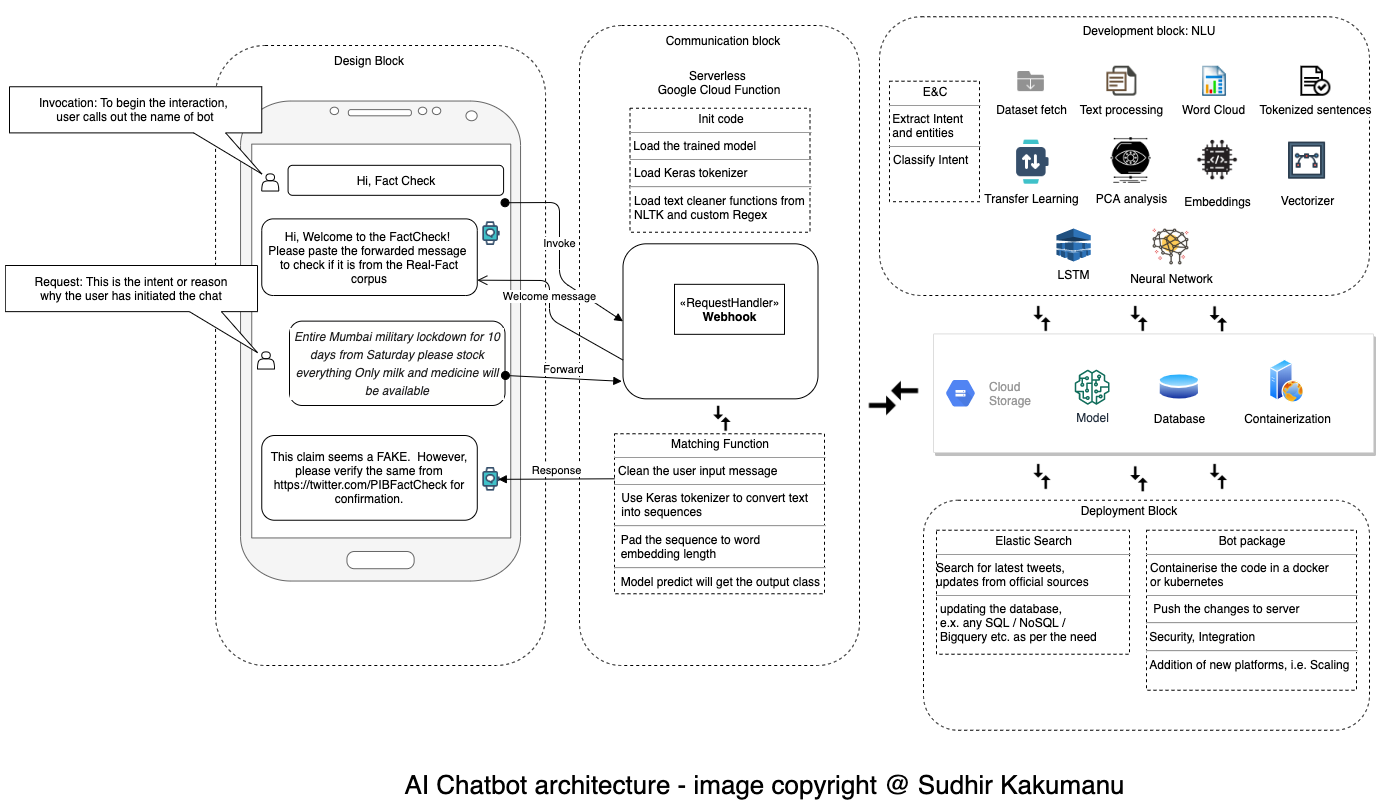 Design Block
Invocation: To begin the interaction,
user calls out the name of bot
Hi, Fact Check
Hi, Welcome to the FactCheck!
Please paste the forwarded message
to check if it is from the Real-Fact
corpus
Request: This is the intent or reason
why the user has initiated the chat
Entire Mumbai military lockdown for 10
days from Saturday please stock
everything Only milk and medicine will
be available
This claim seems a FAKE. However,
please verify the same from
https://twitter.com/PIBFactCheck for
confirmation.
Invoke
Welcome message
Forward
Response
Communication block
Serverless
Google Cloud Function
Init code
Load the trained model
Load Keras tokenizer
Load text cleaner functions from
NLTK and custom Regex
«RequestHandler»
Webhook
Matching Function
Clean the user input message
Use Keras tokenizer to convert text
into sequences
Pad the sequence to word
embedding length
Model predict will get the output class
Development block: NLU
E&C
Extract Intent
and entities
Classify Intent
Dataset fetch
Text processing
Word Cloud
Tokenized sentences
Transfer Learning
PCA analysis
Embeddings
Vectorizer
LSTM
Neural Network
Cloud
Storage
Model
Database
Containerization
Deployment Block
Elastic Search
Search for latest tweets,
updates from official sources
updating the database,
e.x. any SQL / NoSQL /
Bigquery etc. as per the need
Bot package
Containerise the code in a docker
or kubernetes
Push the changes to server
Security, Integration
Addition of new platforms, i.e. Scaling
AI Chatbot architecture - image copyright @ Sudhir Kakumanu